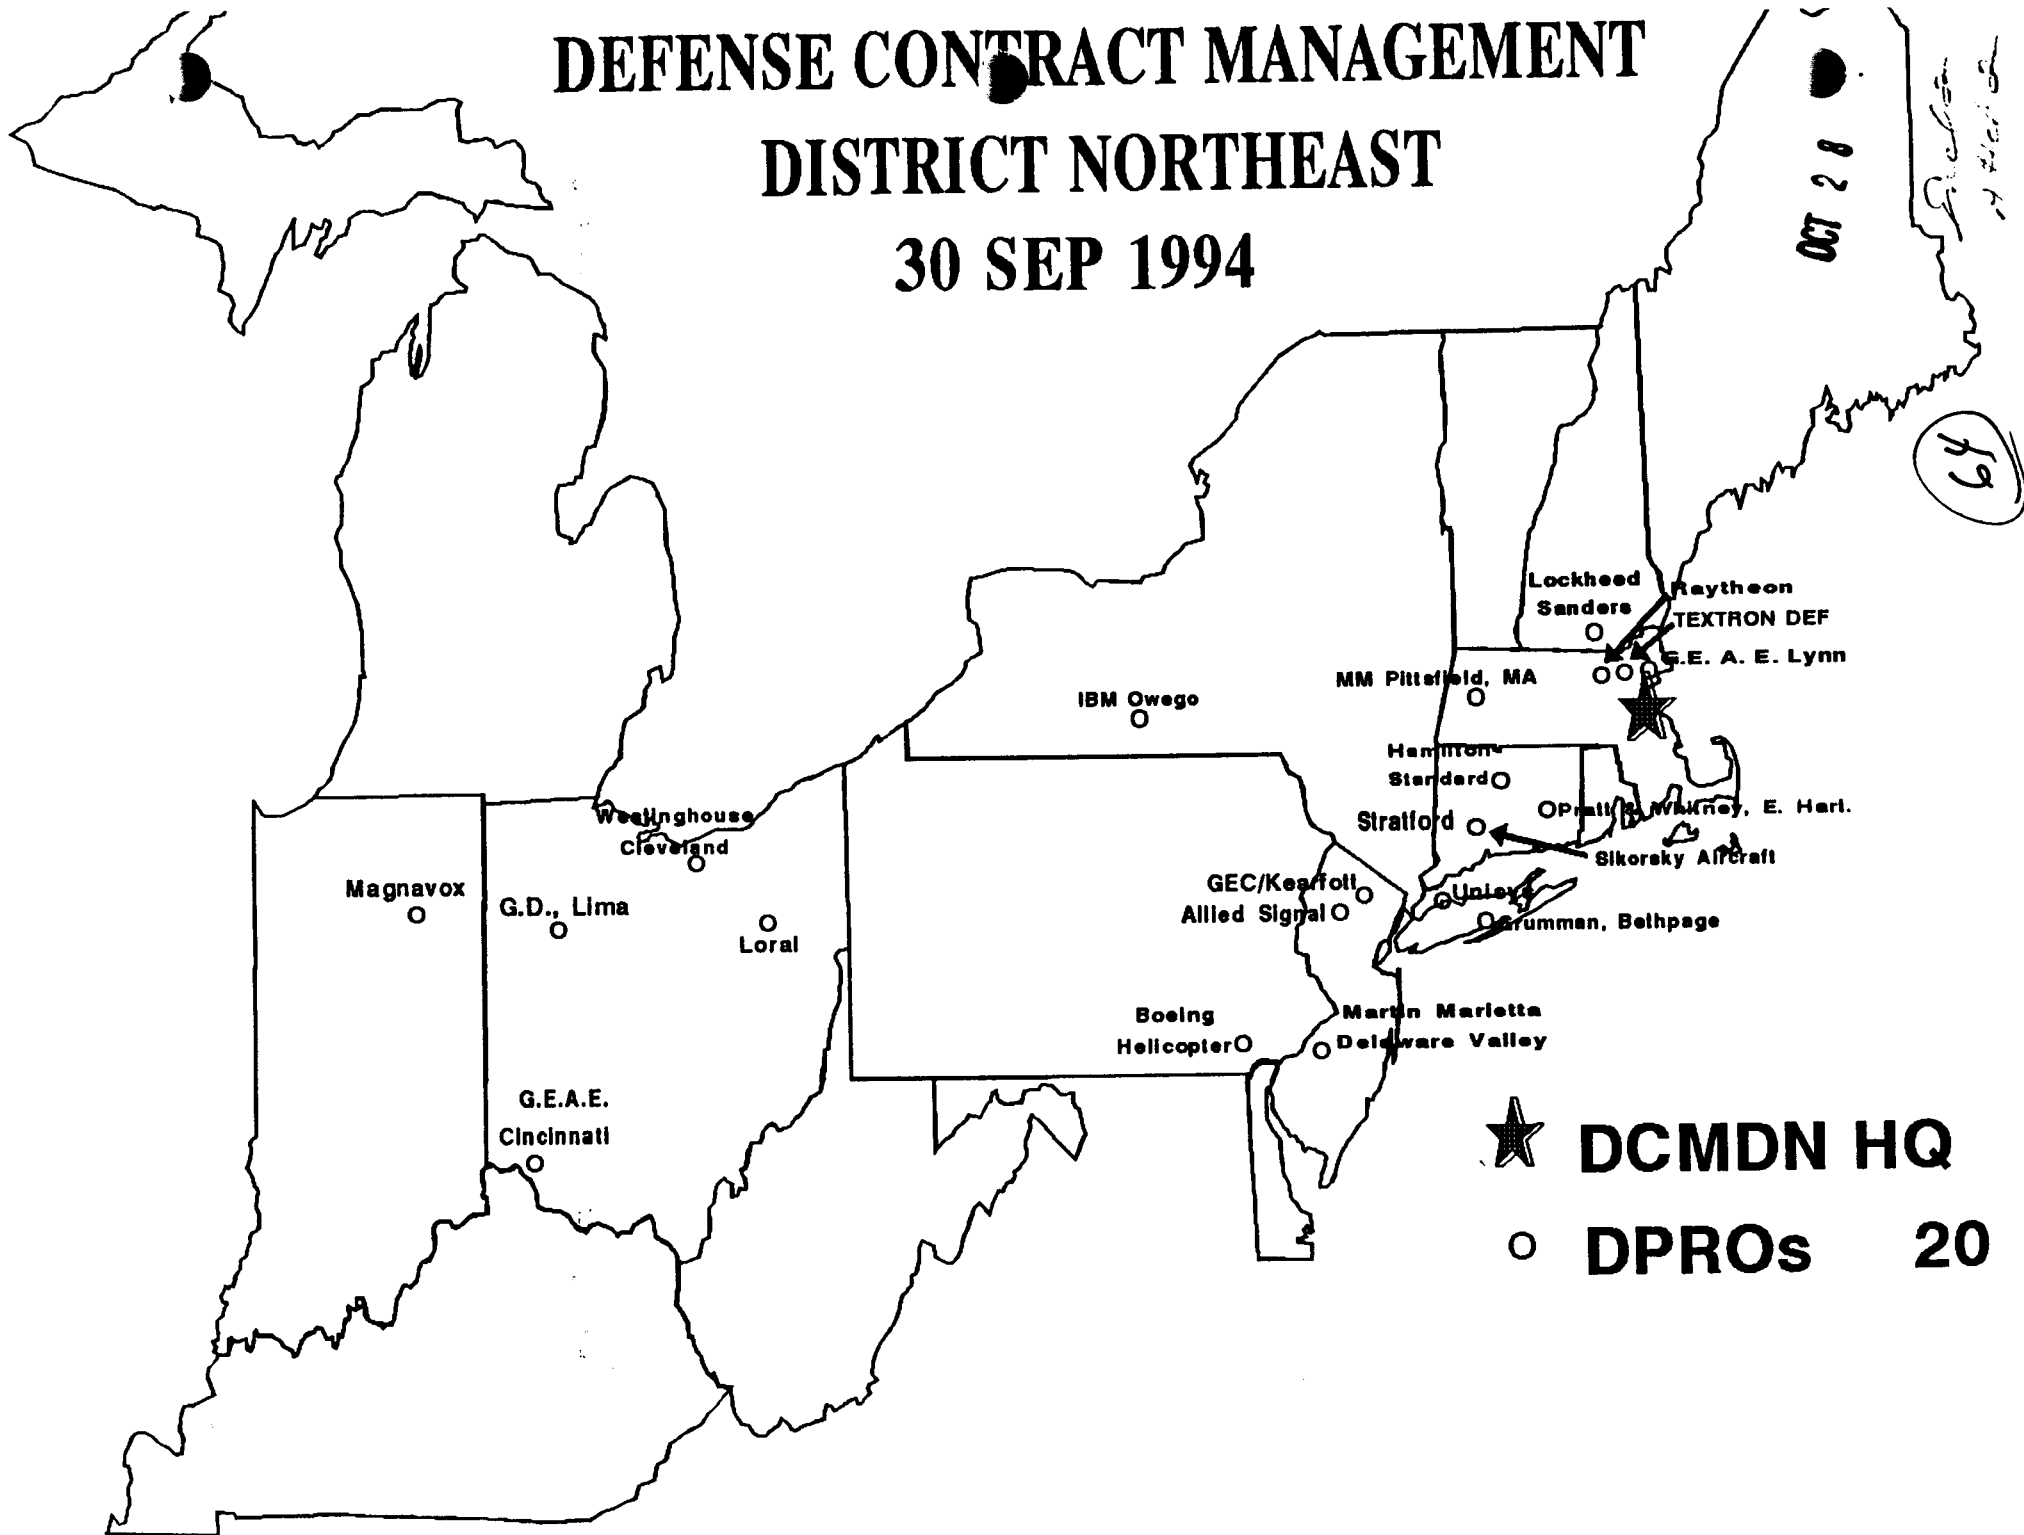 DEFENSE CONTRACT MANAGEMENT
DISTRICT NORTHEAST
30 SEP 1994
OCT 28
Lockheed
Sanders
Raytheon
TEXTRON DEF
G.E. A. E. Lynn
MM Pittsfield, MA
IBM Owego
Hamilton-
Standard
Pratt & Whitney, E. Hart.
Westinghouse
Cleveland
Stratford
Sikorsky Aircraft
Magnavox
G.D., Lima
GEC/Kearfott
Unisys
Allied Signal
Grumman, Bethpage
Loral
Boeing
Helicopter
Martin Marietta
Delaware Valley
G.E.A.E.
Cincinnati
DCMDN HQ
DPROs 20